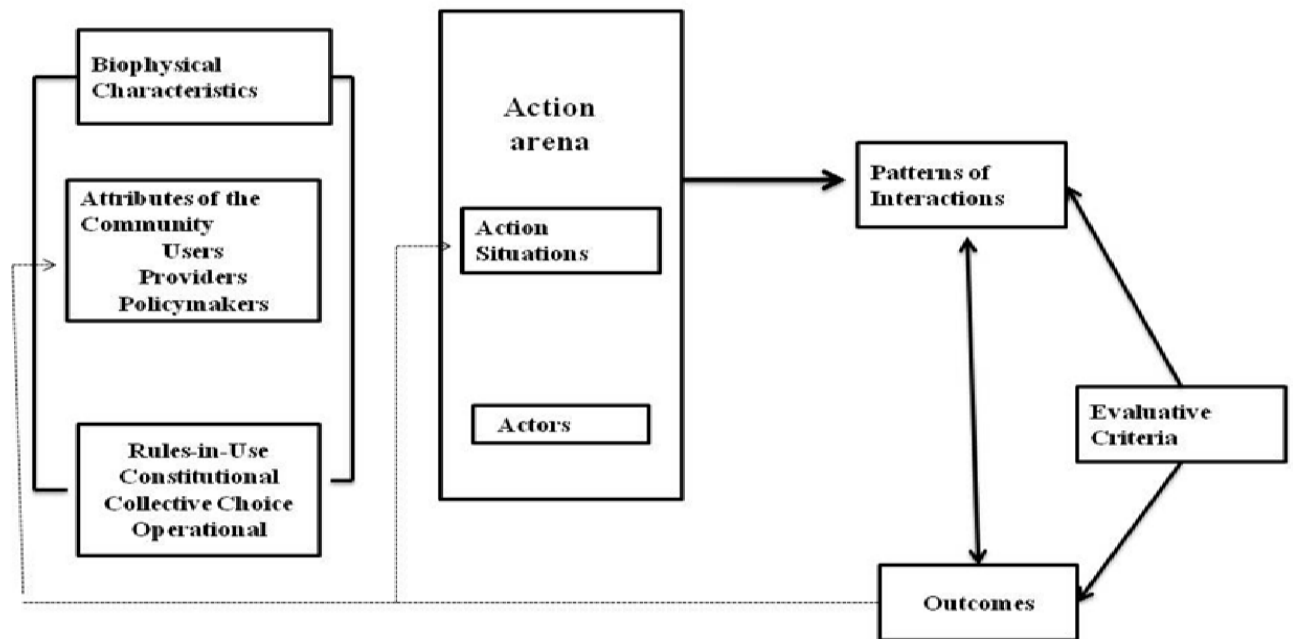 Biophysical
Characteristics
Attributes of the
Community
Users
Providers
Policymakers
Rules-in-Use
Constitutional
Collective Choice
Operational
Action
arena
Action
Situations
Actors
Patterns of
Interactions
Evaluative
Criteria
Outcomes